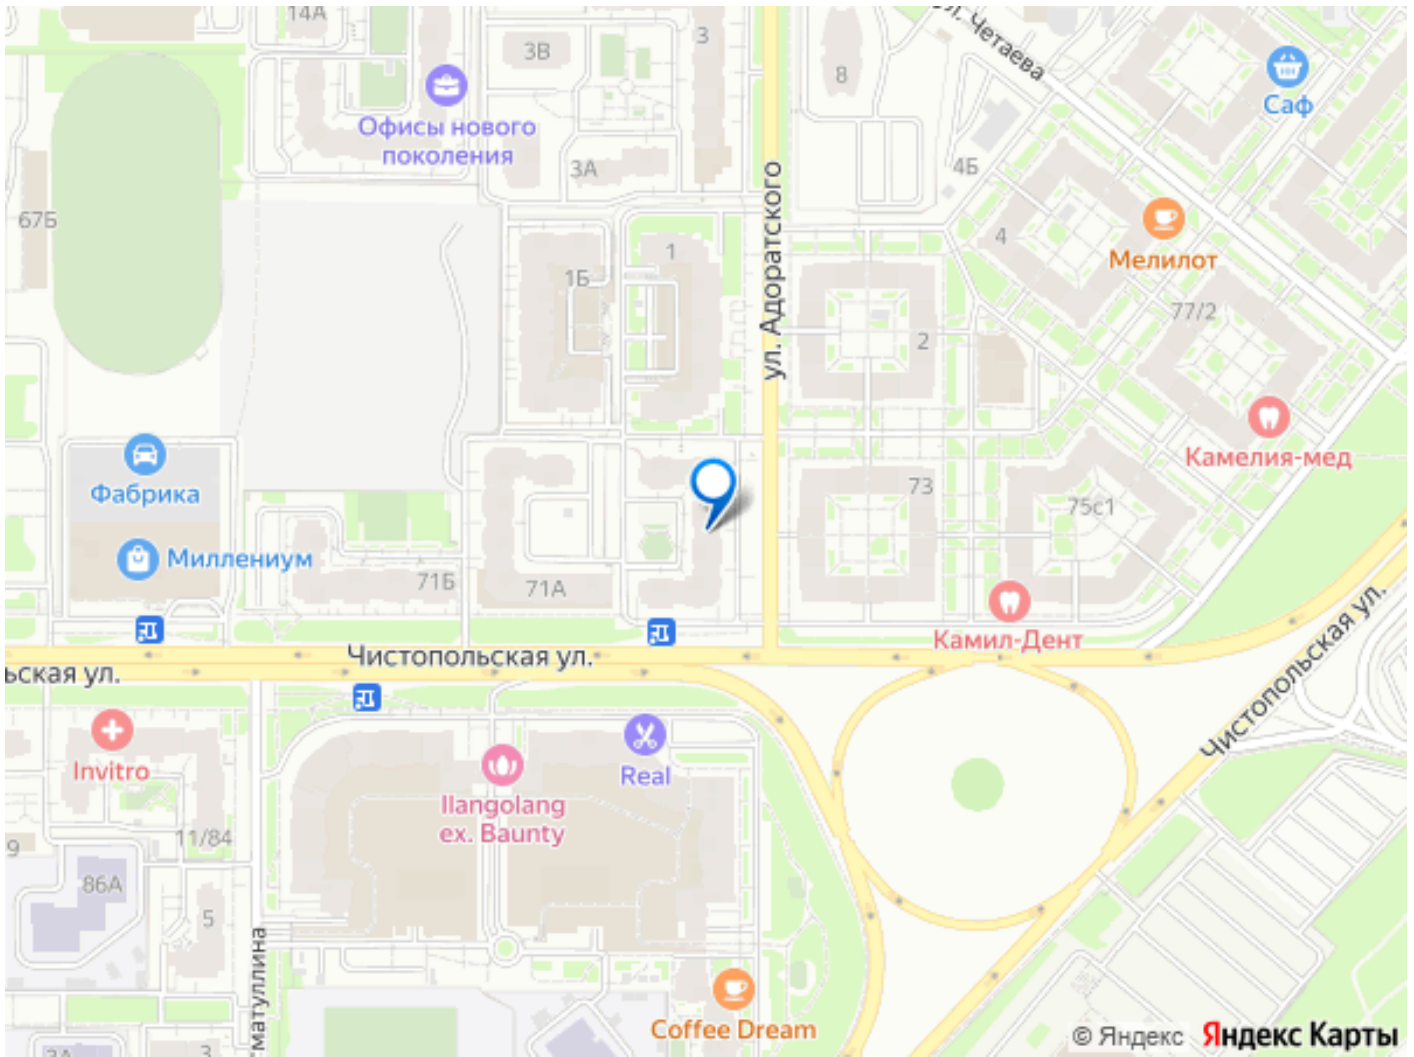 14А
3В
3
8
ул. Четаева
Саф
Офисы нового
поколения
3А
4Б
67Б
ул. Адоратского
1
1Б
4
Мелилот
77/2
2
Камелия-мед
Фабрика
73
75с1
Миллениум
71Б
71А
Камил-Дент
Чистопольская ул.
ьская ул.
Чистопольская ул.
Invitro
Real
Ilangolang
ex. Baunty
11/84
9
86А
5
матуллина
Coffee Dream
3А
3
© Яндекс Яндекс Карты